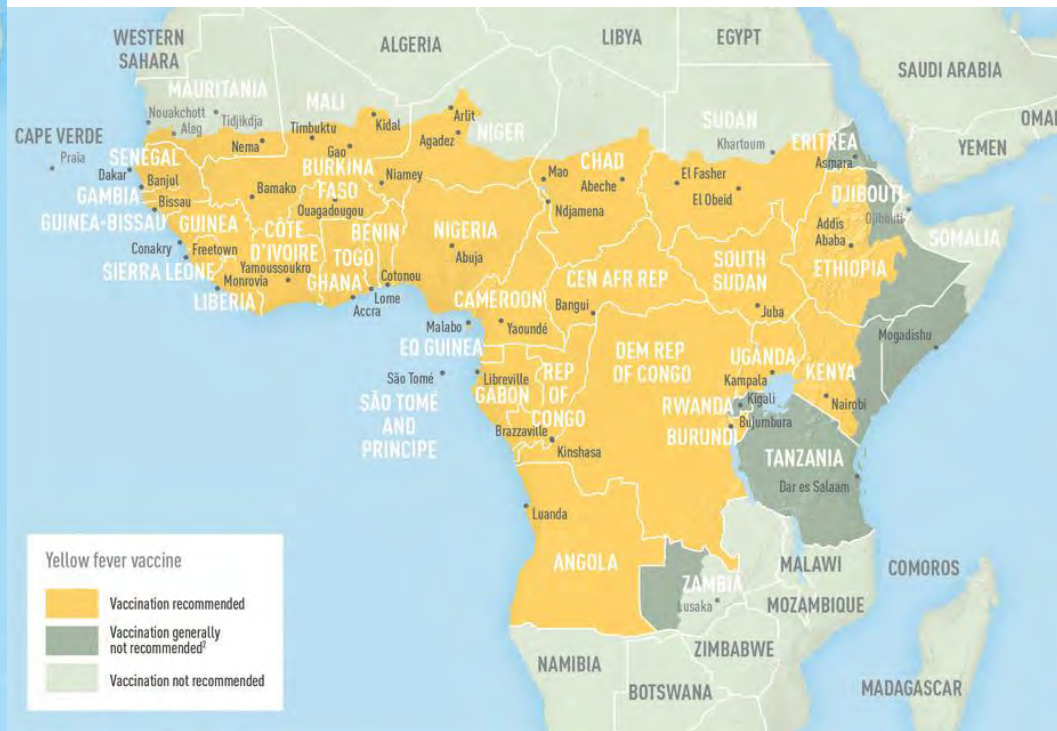 WESTERN
SAHARA
ALGERIA
LIBYA
EGYPT
SAUDI ARABIA
OMAN
YEMEN
MAURITANIA
Nouakchott
Tidjikdja
Aleg
Nema
MALI
Timbuktu
Kidal
Gao
Bamako
Arlit
Agadez
NIGER
Niamey
CHAD
Mao
Abeche
Ndjamena
SUDAN
Khartoum
El Fasher
El Obeid
ERITREA
Asmara
DJIBOUTI
Djibouti
SOMALIA
Mogadishu
Addis
Ababa
ETHIOPIA
CAPE VERDE
Praia
SENEGAL
Dakar
Banjul
GAMBIA
Bissau
GUINEA-BISSAU
GUINEA
Conakry
Freetown
SIERRA LEONE
Monrovia
LIBERIA
BURKINA
FASO
Ouagadougou
CÔTE
D'IVOIRE
Yamoussoukro
GHANA
Accra
TOGO
Lome
BENIN
Cotonou
NIGERIA
Abuja
CAMEROON
Yaoundé
Malabo
EQ GUINEA
CEN AFR REP
Bangui
SOUTH
SUDAN
Juba
São Tomé
SÃO TOME
AND
PRINCIPE
Libreville
GABON
REP
OF
CONGO
Brazzaville
Kinshasa
DEM REP
OF CONGO
UGANDA
Kampala
KENYA
Nairobi
RWANDA
Kigali
Bujumbura
BURUNDI
TANZANIA
Dar es Salaam
Luanda
ANGOLA
ZAMBIA
Lusaka
MALAWI
COMOROS
MOZAMBIQUE
ZIMBABWE
NAMIBIA
BOTSWANA
MADAGASCAR
Yellow fever vaccine
Vaccination recommended
Vaccination generally
not recommended²
Vaccination not recommended